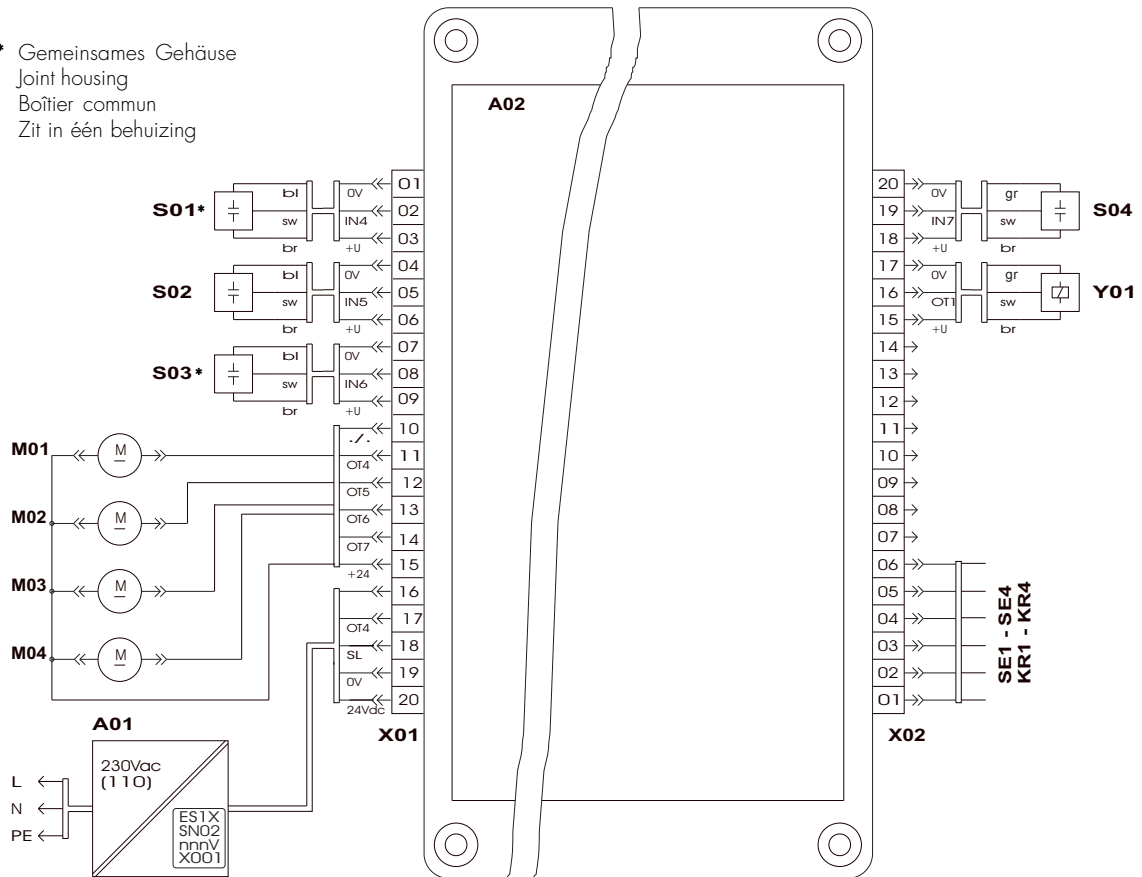 * Gemeinsames Gehäuse
Joint housing
Boîtier commun
Zit in één behuizing
A02
S01*
bl
sw
br
0V
IN4
+U
01
02
03
S02
bl
sw
br
0V
IN5
+U
04
05
06
S03*
bl
sw
br
0V
IN6
+U
07
08
09
M01
M
M02
M
M03
M
M04
M
./.
OT4
OT5
OT6
OT7
+24
10
11
12
13
14
15
OT4
SL
0V
24Vdc
16
17
18
19
20
X01
A01
230Vac
(110)
ES1X
SN02
nnnV
X001
L
N
PE
20
19
18
0V
IN7
+U
gr
sw
br
S04
17
16
15
0V
OT1
+U
gr
sw
br
Y01
14
13
12
11
10
09
08
07
06
05
04
03
02
01
SE1 - SE4
KR1 - KR4
X02